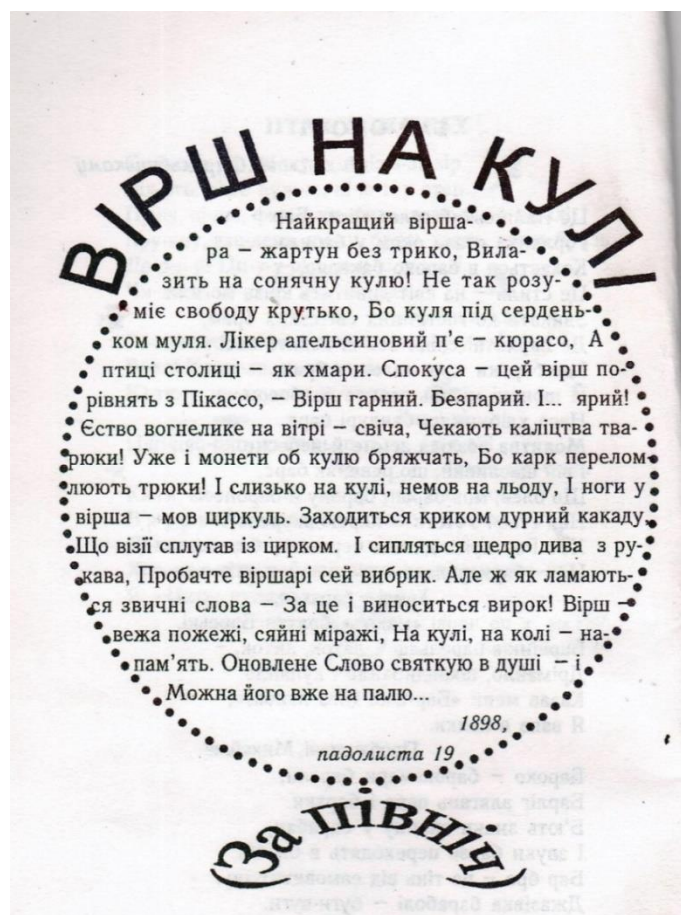 ВІРШ НА КУЛІ
Найкращий вірша-
ра – жартун без трико, Вила-
зить на сонячну кулю! Не так розу-
міє свободу крутько, Бо куля під сердень-
ком муля. Лікер апельсиновий п'є – кюрасо, А
птиці столиці – як хмари. Спокуса – цей вірш по-
рівнять з Пікассо, – Вірш гарний. Безпарий. І... ярий!
Єство вогнелике на вітрі – свіча, Чекають каліцтва тва-
рюки! Уже і монети об кулю бряжчать, Бо карк перелом-
люють трюки! І слизько на кулі, немов на льоду, І ноги у
вірша – мов циркуль. Заходиться криком дурний какаду,
Що візії сплутав із цирком. І сипляться щедро дива з ру-
кава, Пробачте віршарі сей вибрик. Але ж як ламають-
ся звичні слова – За це і виноситься вирок! Вірш –
вежа пожежі, сяйні міражі, На кулі, на колі – на-
пам'ять. Оновлене Слово святкую в душі – і
Можна його вже на палю...
1898,
падолиста 19
(За півнія)